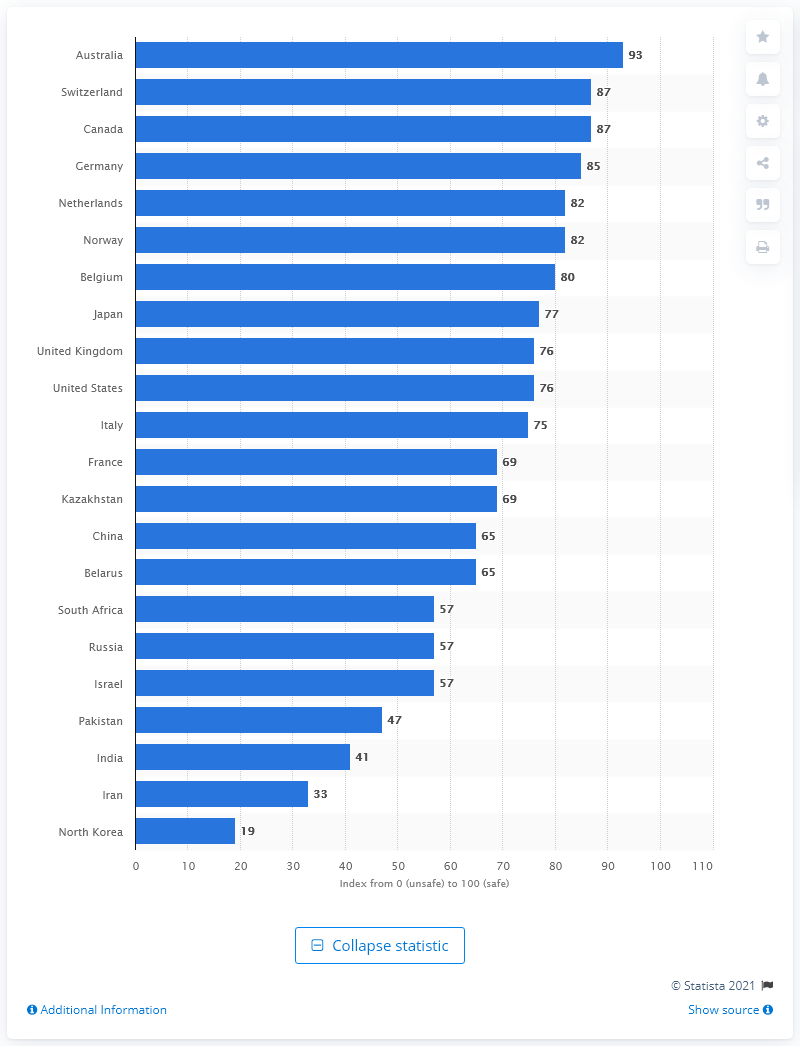 Australia 93
Switzerland 87
Canada 87
Germany 85
Netherlands 82
Norway 82
Belgium 80
Japan 77
United Kingdom 76
United States 76
Italy 75
France 69
Kazakhstan 69
China 65
Belarus 65
South Africa 57
Russia 57
Israel 57
Pakistan 47
India 41
Iran 33
North Korea 19
0 10 20 30 40 50 60 70 80 90 100 110
Index from 0 (unsafe) to 100 (safe)
Collapse statistic
© Statista 2021
Additional Information
Show source